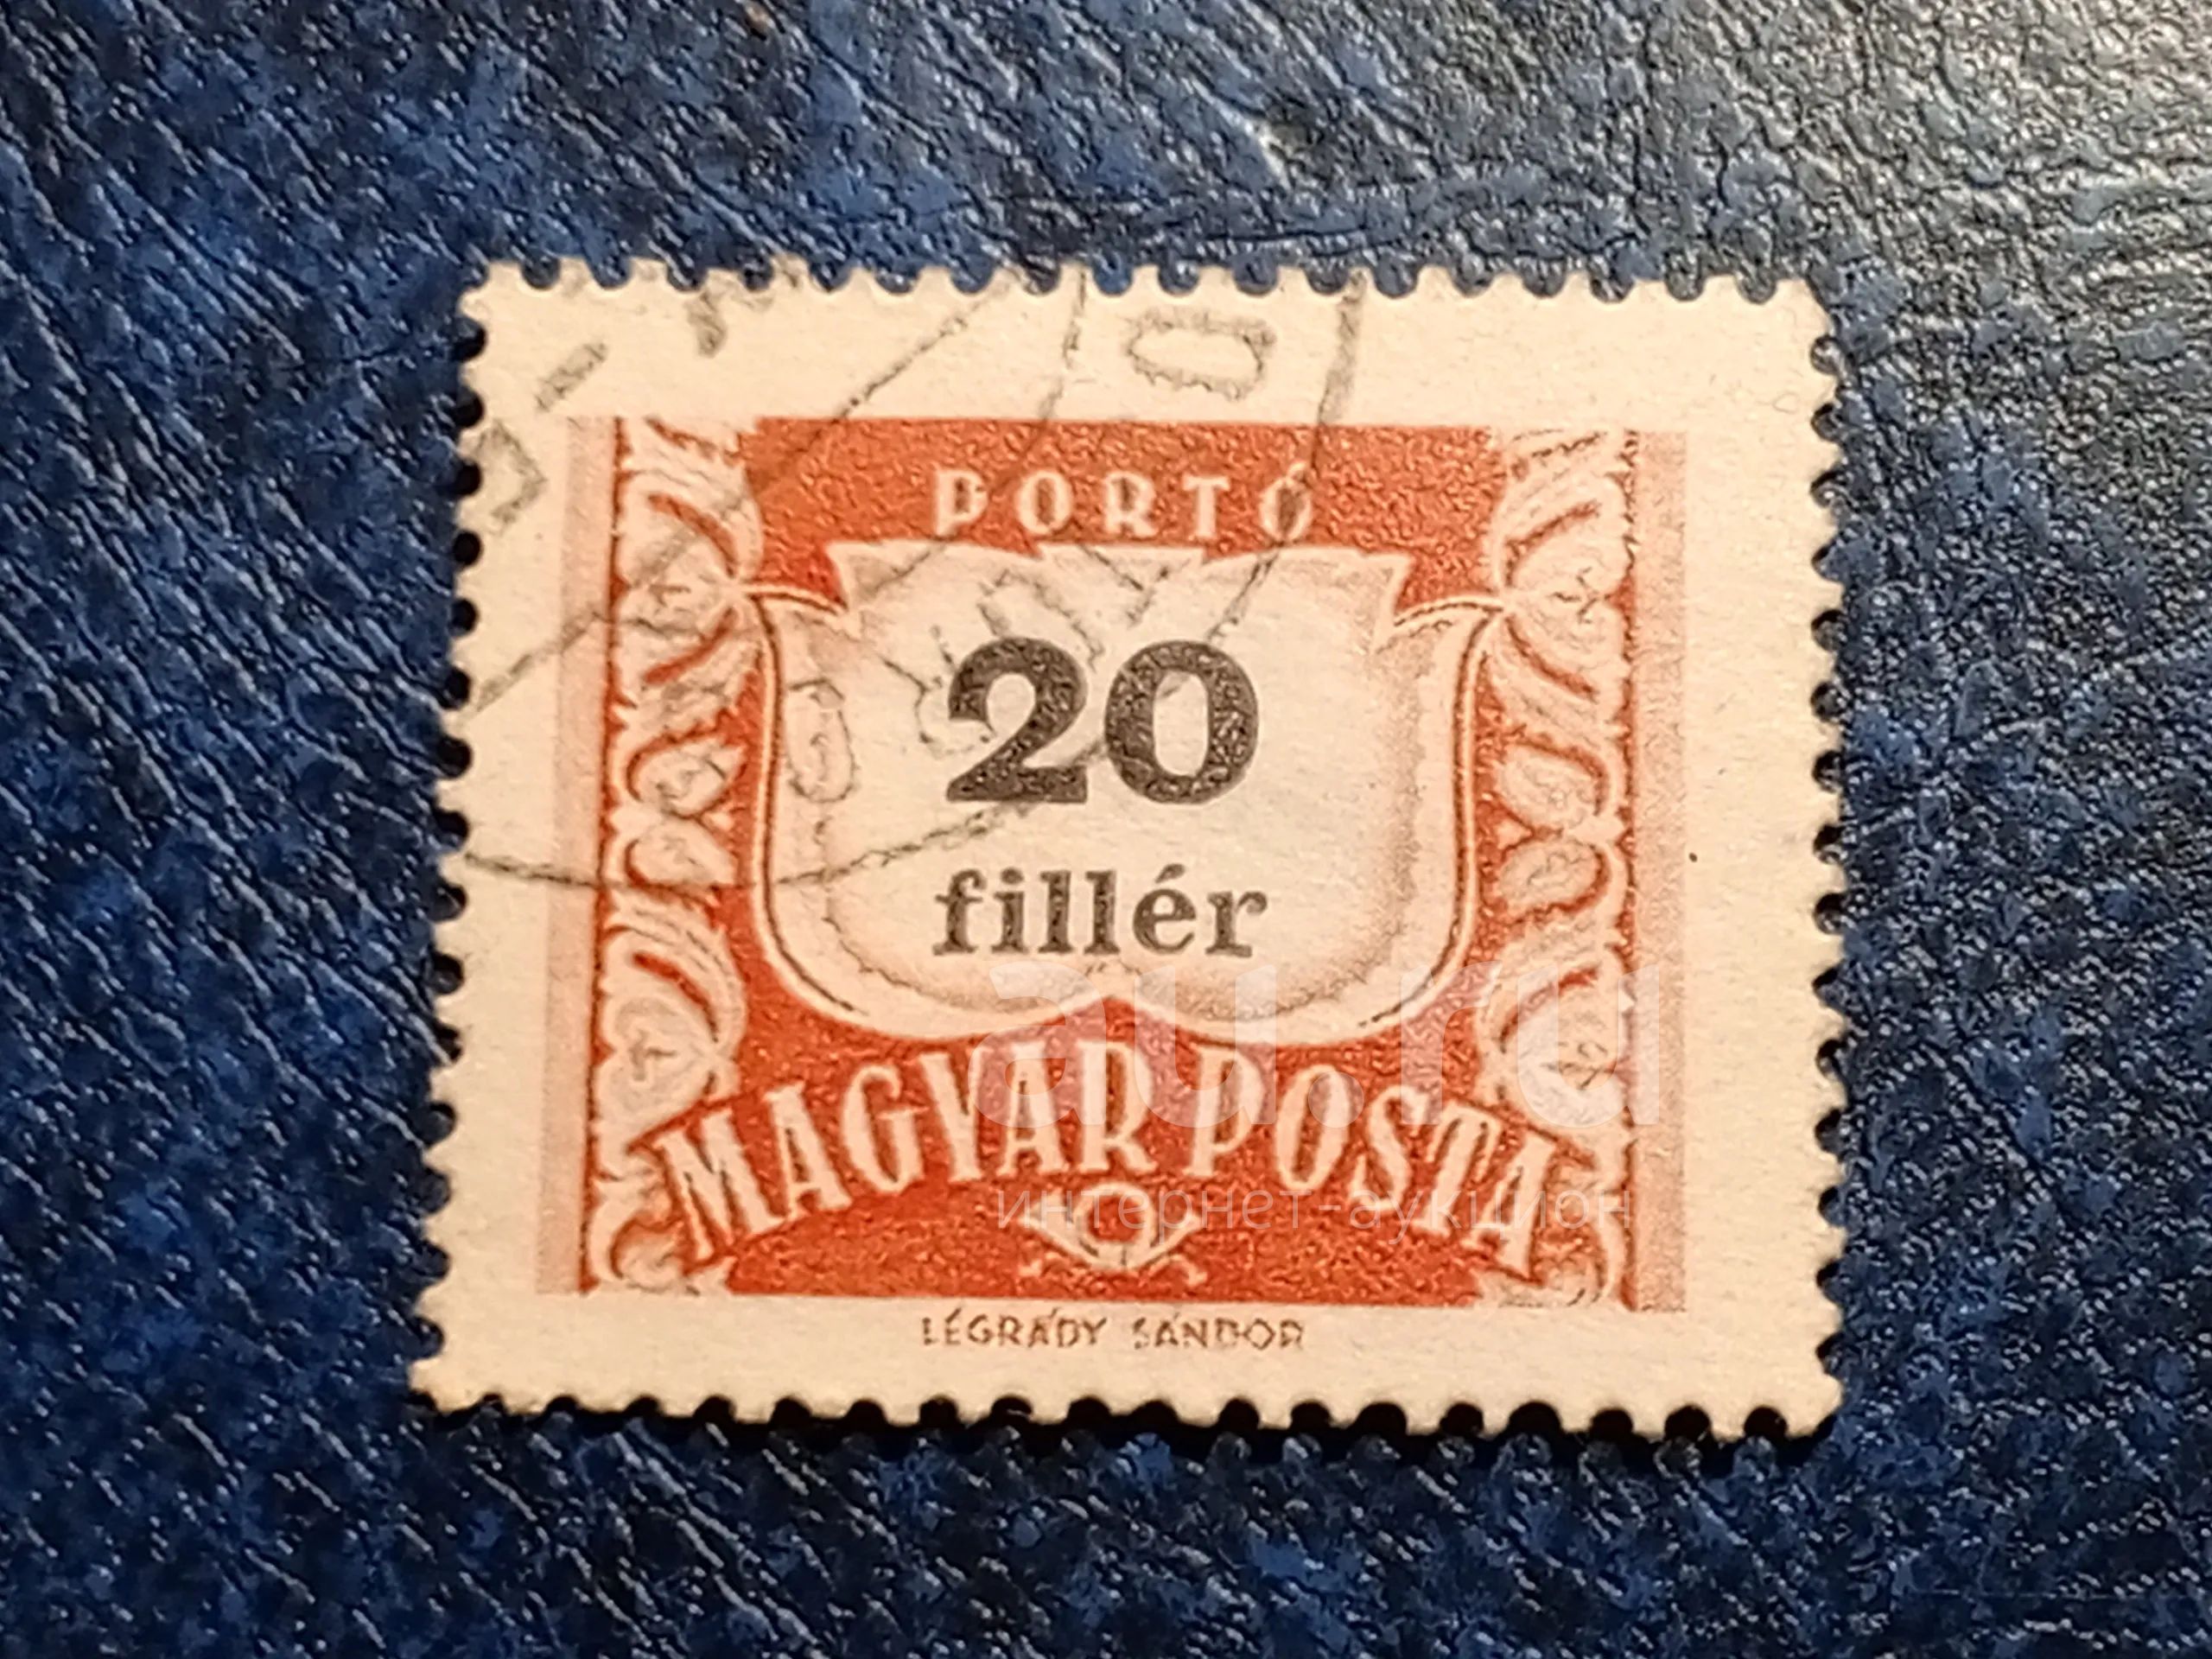 PORTÓ
20
fillér
MAGYAR POSTA
LÉGRÁDY SÁNDOR
au.ru
интернет-аукцион